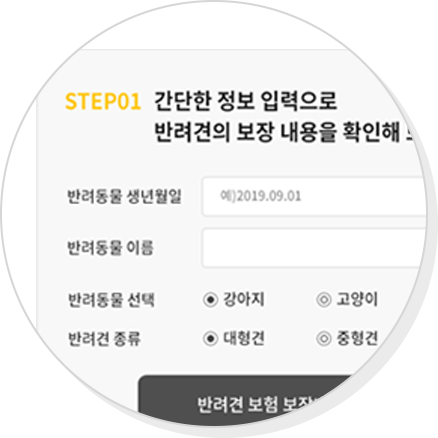 STEP01 간단한 정보 입력으로
반려견의 보장 내용을 확인해
반려동물 생년월일 예)2019.09.01
반려동물 이름
반려동물 선택 강아지 고양이
반려견 종류 대형견 중형견
반려견 보험